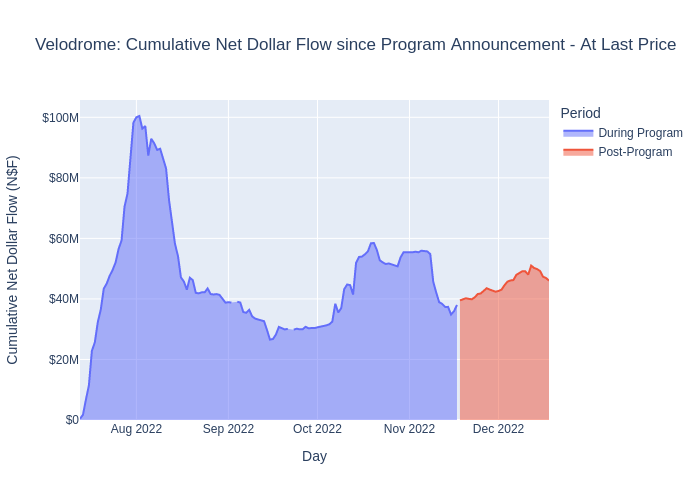 Velodrome: Cumulative Net Dollar Flow since Program Announcement - At Last Price
Cumulative Net Dollar Flow (N$F)
$100M
$80M
$60M
$40M
$20M
$0
Aug 2022
Sep 2022
Oct 2022
Nov 2022
Dec 2022
Day
Period
During Program
Post-Program